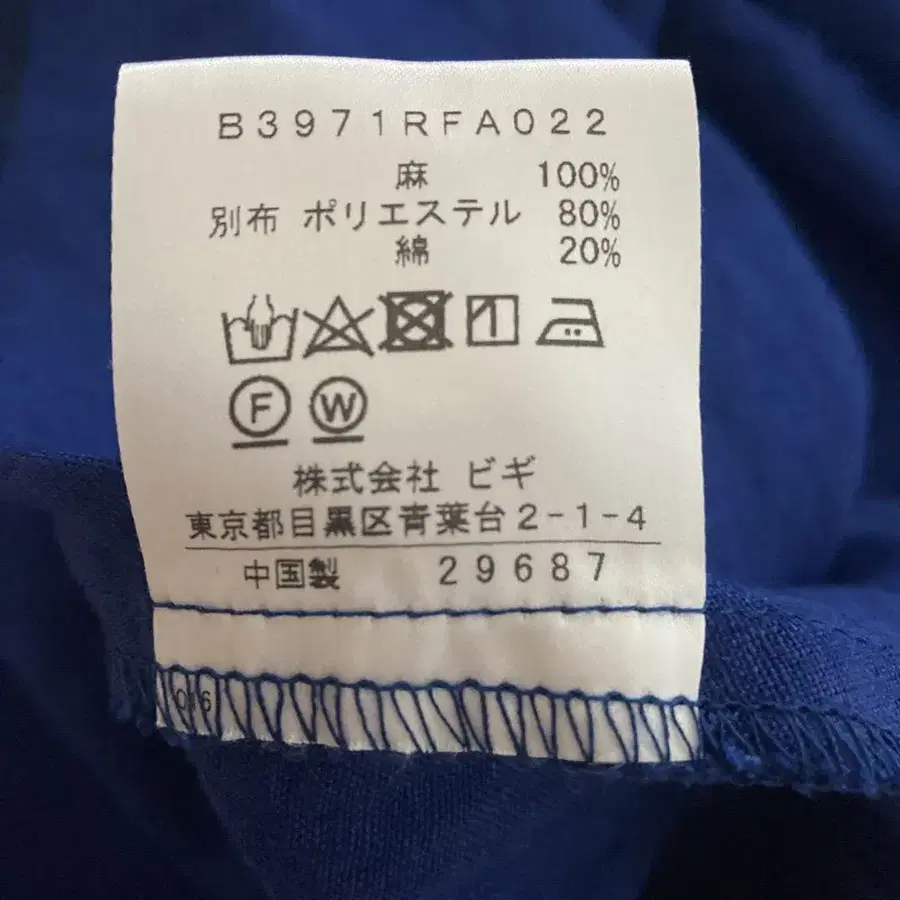 B3971RFA022
麻 100%
別布 ポリエステル 80%
綿 20%
F W
株式会社 ビギ
東京都目黒区青葉台2-1-4
中国製 29687